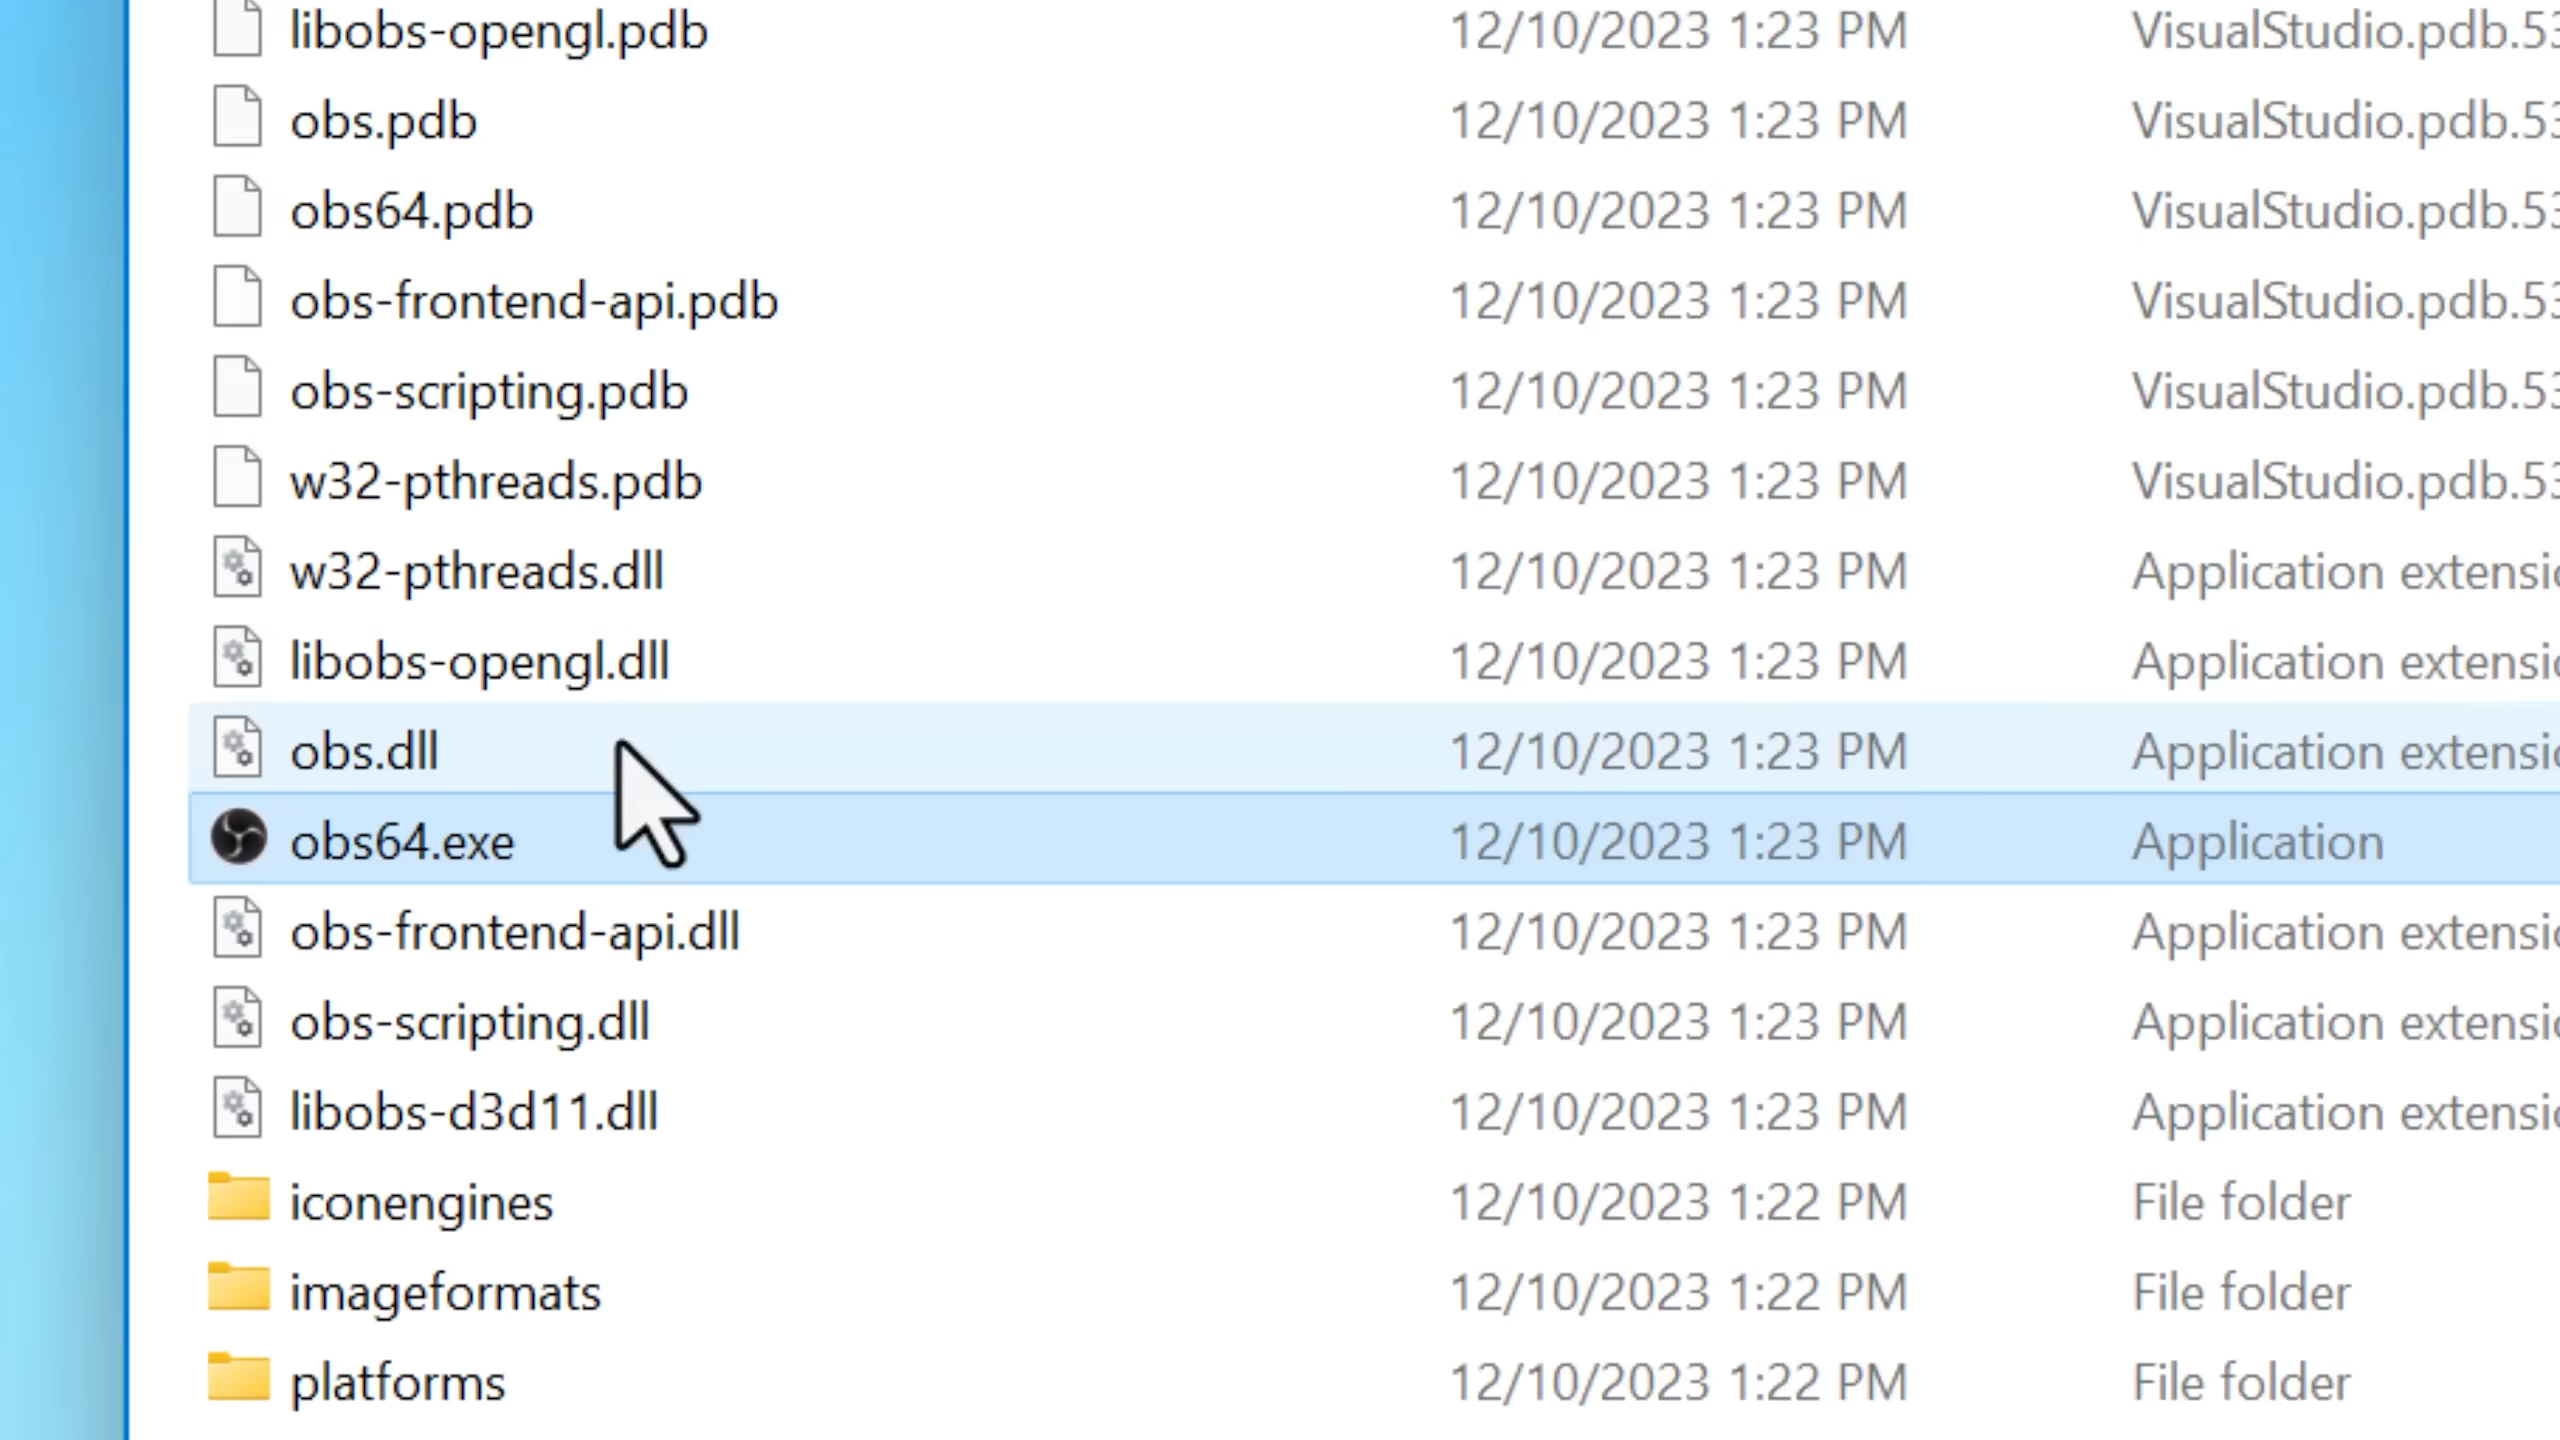 libobs-opengl.pdb 12/10/2023 1:23 PM VisualStudio.pdb.53
obs.pdb 12/10/2023 1:23 PM VisualStudio.pdb.53
obs64.pdb 12/10/2023 1:23 PM VisualStudio.pdb.53
obs-frontend-api.pdb 12/10/2023 1:23 PM VisualStudio.pdb.53
obs-scripting.pdb 12/10/2023 1:23 PM VisualStudio.pdb.53
w32-pthreads.pdb 12/10/2023 1:23 PM VisualStudio.pdb.53
w32-pthreads.dll 12/10/2023 1:23 PM Application extensio
libobs-opengl.dll 12/10/2023 1:23 PM Application extensio
obs.dll 12/10/2023 1:23 PM Application extensio
obs64.exe 12/10/2023 1:23 PM Application
obs-frontend-api.dll 12/10/2023 1:23 PM Application extensio
obs-scripting.dll 12/10/2023 1:23 PM Application extensio
libobs-d3d11.dll 12/10/2023 1:23 PM Application extensio
iconengines 12/10/2023 1:22 PM File folder
imageformats 12/10/2023 1:22 PM File folder
platforms 12/10/2023 1:22 PM File folder